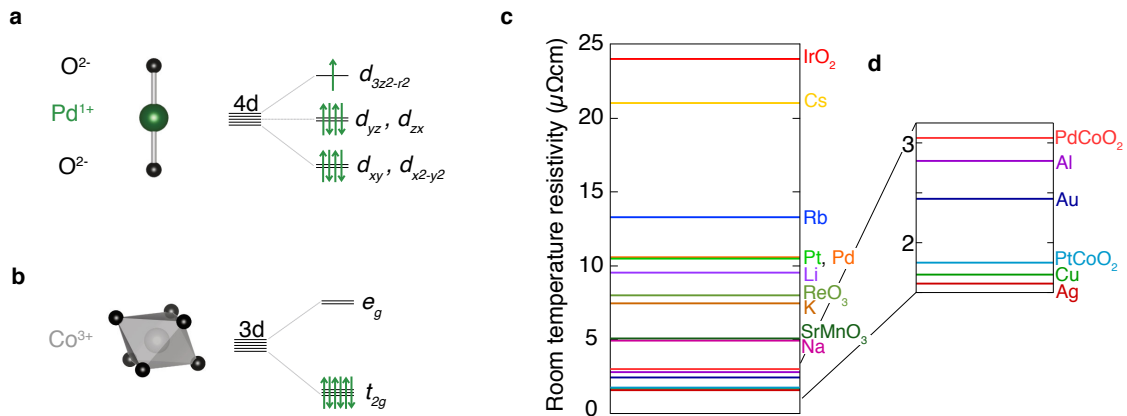 a
O²⁻
Pd¹⁺
O²⁻
4d
d3z2-r2
dyz , dzx
dxy , dx2-y2
b
Co³⁺
3d
eg
t2g
c
Room temperature resistivity (μΩcm)
25
20
15
10
5
0
IrO₂
Cs
Rb
Pt, Pd
Li
ReO₃
K
SrMnO₃
Na
d
3
2
PdCoO₂
Al
Au
PtCoO₂
Cu
Ag